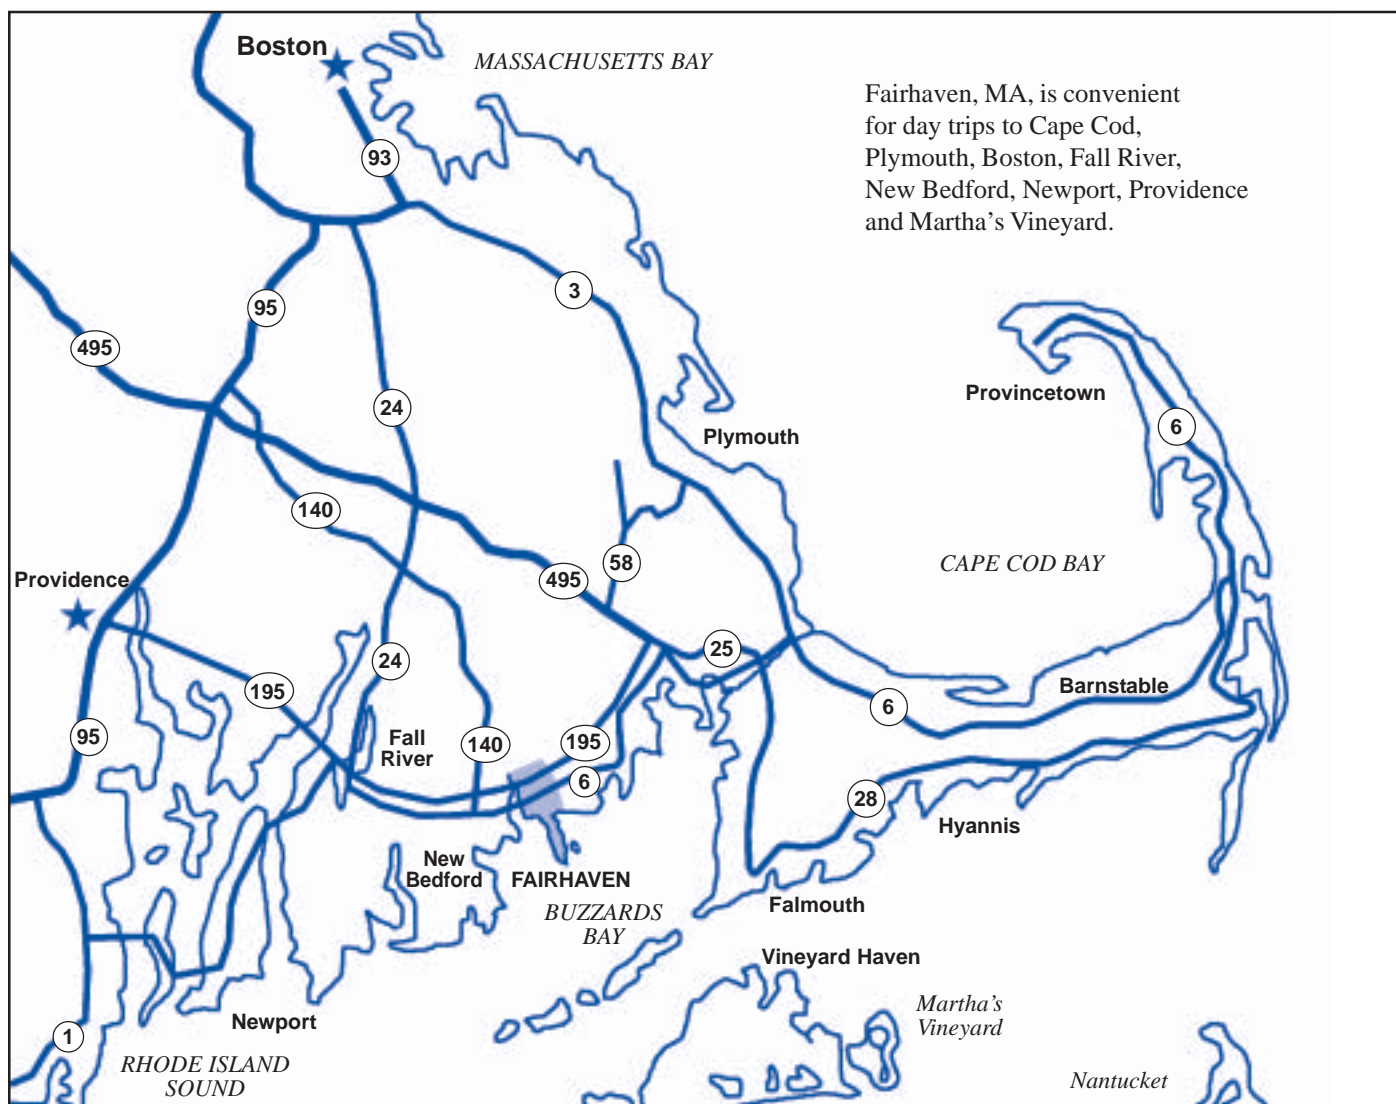 Boston
MASSACHUSETTS BAY
Fairhaven, MA, is convenient
for day trips to Cape Cod,
Plymouth, Boston, Fall River,
New Bedford, Newport, Providence
and Martha's Vineyard.
93
3
95
495
24
Provincetown
6
Plymouth
140
CAPE COD BAY
58
495
Providence
25
24
195
Barnstable
6
95
Fall
River
140
195
6
28
Hyannis
New
Bedford
FAIRHAVEN
Falmouth
BUZZARDS
BAY
Vineyard Haven
Martha's
Vineyard
Newport
1
RHODE ISLAND
SOUND
Nantucket